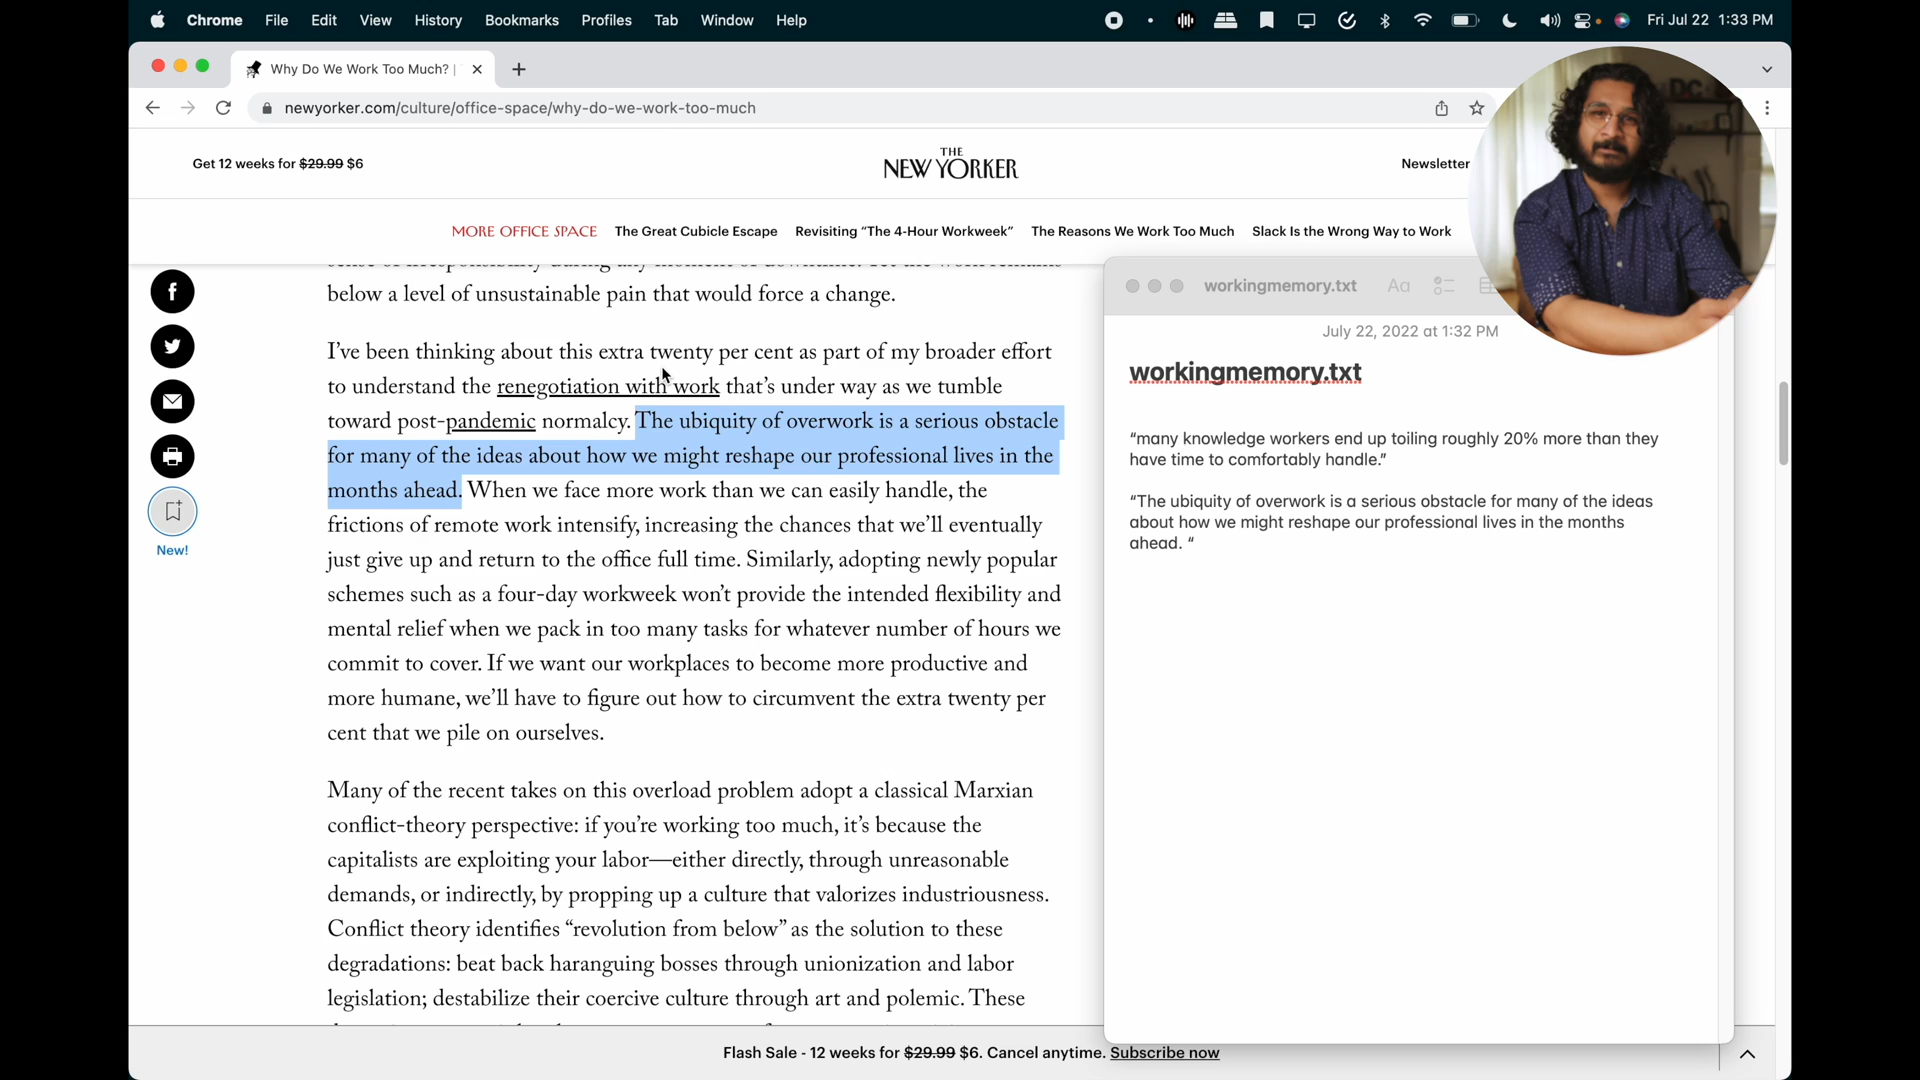 Chrome File Edit View History Bookmarks Profiles Tab Window Help Fri Jul 22 1:33 PM
Why Do We Work Too Much? |
newyorker.com/culture/office-space/why-do-we-work-too-much
Get 12 weeks for $29.99 $6
THE
NEW YORKER
Newsletter
MORE OFFICE SPACE The Great Cubicle Escape Revisiting “The 4-Hour Workweek” The Reasons We Work Too Much Slack Is the Wrong Way to Work
below a level of unsustainable pain that would force a change.
I’ve been thinking about this extra twenty per cent as part of my broader effort
to understand the renegotiation with work that’s under way as we tumble
toward post-pandemic normalcy. The ubiquity of overwork is a serious obstacle
for many of the ideas about how we might reshape our professional lives in the
months ahead. When we face more work than we can easily handle, the
frictions of remote work intensify, increasing the chances that we’ll eventually
just give up and return to the office full time. Similarly, adopting newly popular
schemes such as a four-day workweek won’t provide the intended flexibility and
mental relief when we pack in too many tasks for whatever number of hours we
commit to cover. If we want our workplaces to become more productive and
more humane, we’ll have to figure out how to circumvent the extra twenty per
cent that we pile on ourselves.
Many of the recent takes on this overload problem adopt a classical Marxian
conflict-theory perspective: if you’re working too much, it’s because the
capitalists are exploiting your labor—either directly, through unreasonable
demands, or indirectly, by propping up a culture that valorizes industriousness.
Conflict theory identifies “revolution from below” as the solution to these
degradations: beat back haranguing bosses through unionization and labor
legislation; destabilize their coercive culture through art and polemic. These
New!
workingmemory.txt Aa
July 22, 2022 at 1:32 PM
workingmemory.txt
“many knowledge workers end up toiling roughly 20% more than they
have time to comfortably handle.”
“The ubiquity of overwork is a serious obstacle for many of the ideas
about how we might reshape our professional lives in the months
ahead. “
Flash Sale - 12 weeks for $29.99 $6. Cancel anytime. Subscribe now